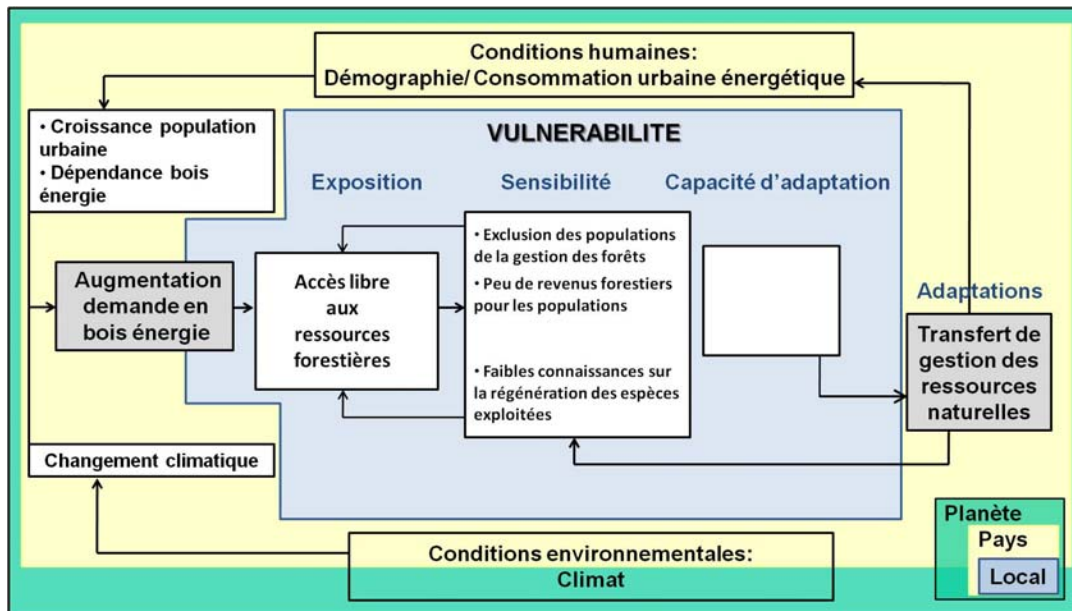 Conditions humaines:
Démographie/ Consommation urbaine énergétique
• Croissance population
urbaine
• Dépendance bois
énergie
VULNERABILITE
Exposition
Sensibilité
Capacité d'adaptation
Augmentation
demande en
bois énergie
Accès libre
aux
ressources
forestières
• Exclusion des populations
de la gestion des forêts
• Peu de revenus forestiers
pour les populations
• Faibles connaissances sur
la régénération des espèces
exploitées
Adaptations
Transfert de
gestion des
ressources
naturelles
Changement climatique
Conditions environnementales:
Climat
Planète
Pays
Local